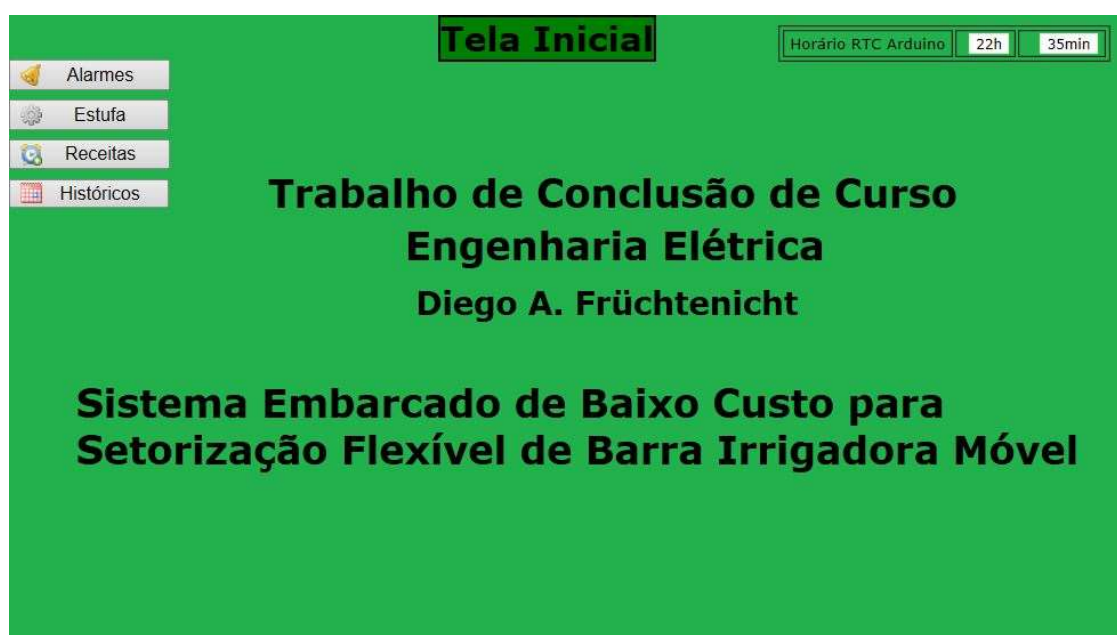 Tela Inicial
Horário RTC Arduino 22h 35min
Alarmes
Estufa
Receitas
Históricos
Trabalho de Conclusão de Curso
Engenharia Elétrica
Diego A. Früchtenicht
Sistema Embarcado de Baixo Custo para
Setorização Flexível de Barra Irrigadora Móvel